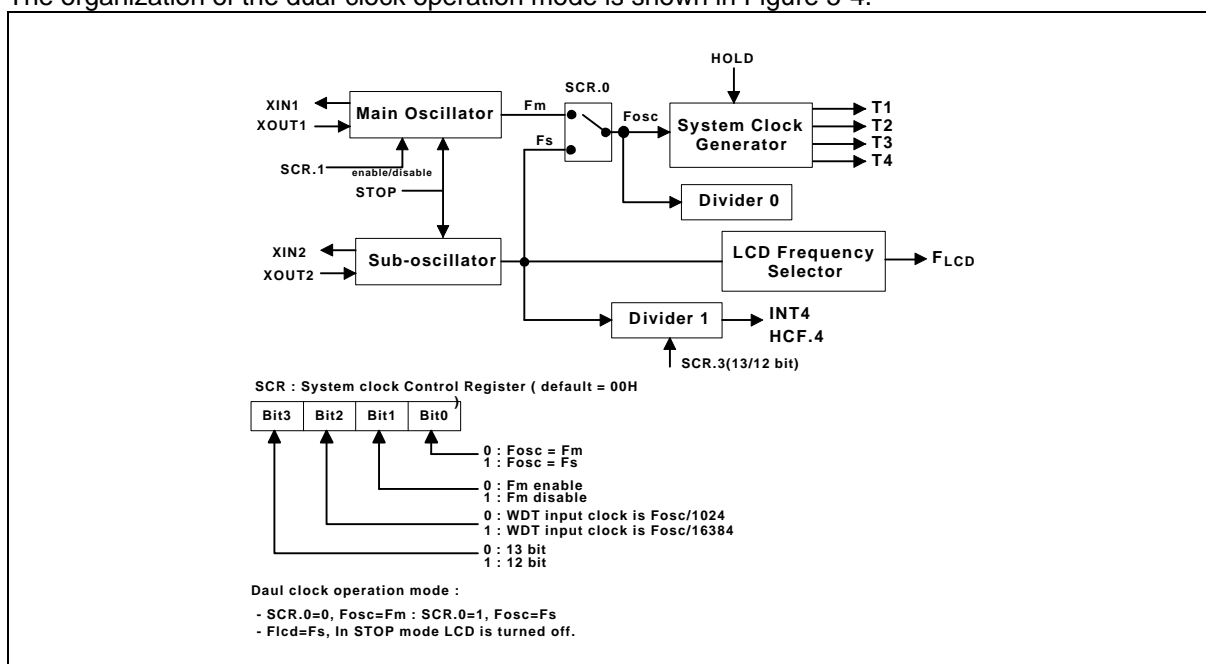 The organization of the dual clock operation mode is shown in Figure 5-4.
HOLD
SCR.0
XIN1
XOUT1
Main Oscillator
Fm
Fs
Fosc
System Clock
Generator
T1
T2
T3
T4
SCR.1
enable/disable
STOP
Divider 0
XIN2
XOUT2
Sub-oscillator
LCD Frequency
Selector
FLCD
Divider 1
INT4
HCF.4
SCR.3(13/12 bit)
SCR : System clock Control Register ( default = 00H
)
Bit3 Bit2 Bit1 Bit0
0 : Fosc = Fm
1 : Fosc = Fs
0 : Fm enable
1 : Fm disable
0 : WDT input clock is Fosc/1024
1 : WDT input clock is Fosc/16384
0 : 13 bit
1 : 12 bit
Daul clock operation mode :
- SCR.0=0, Fosc=Fm : SCR.0=1, Fosc=Fs
- Flcd=Fs, In STOP mode LCD is turned off.